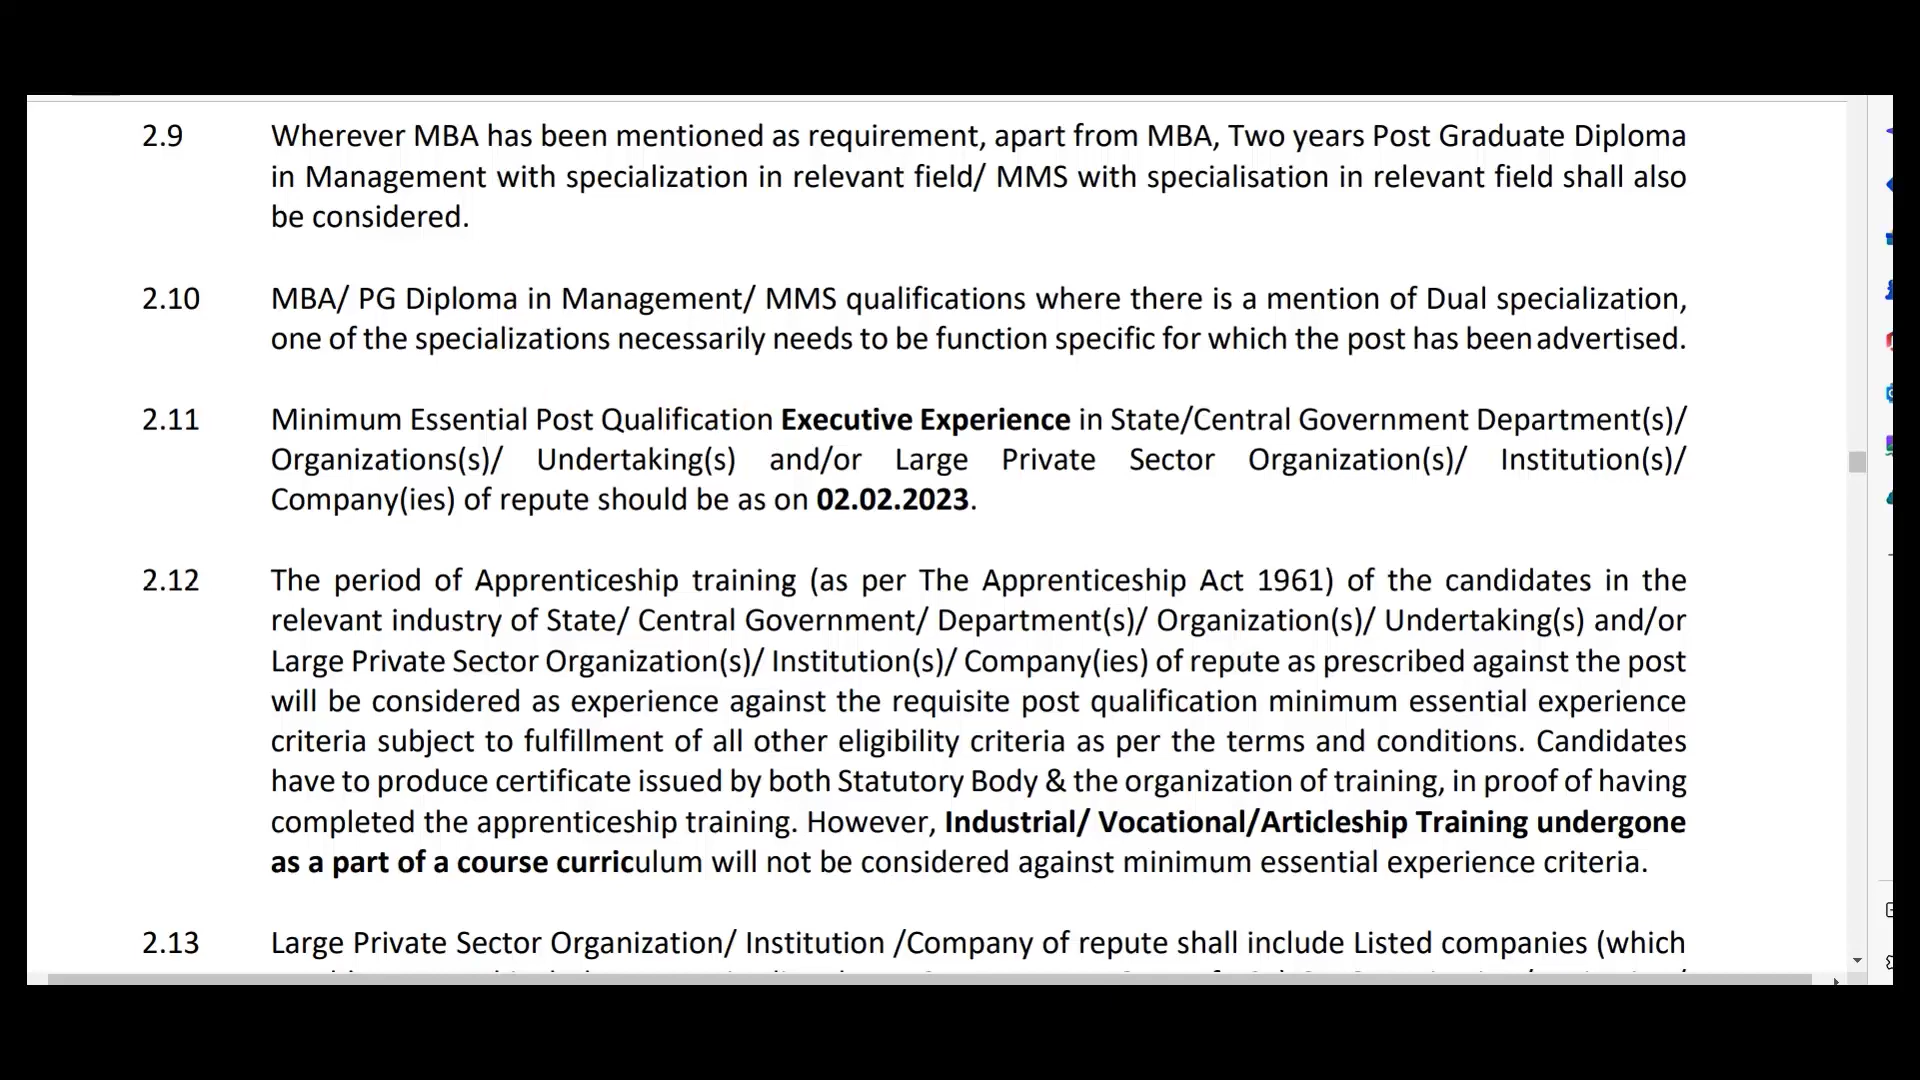 2.9 Wherever MBA has been mentioned as requirement, apart from MBA, Two years Post Graduate Diploma
in Management with specialization in relevant field/ MMS with specialisation in relevant field shall also
be considered.
2.10 MBA/ PG Diploma in Management/ MMS qualifications where there is a mention of Dual specialization,
one of the specializations necessarily needs to be function specific for which the post has been advertised.
2.11 Minimum Essential Post Qualification Executive Experience in State/Central Government Department(s)/
Organizations(s)/ Undertaking(s) and/or Large Private Sector Organization(s)/ Institution(s)/
Company(ies) of repute should be as on 02.02.2023.
2.12 The period of Apprenticeship training (as per The Apprenticeship Act 1961) of the candidates in the
relevant industry of State/ Central Government/ Department(s)/ Organization(s)/ Undertaking(s) and/or
Large Private Sector Organization(s)/ Institution(s)/ Company(ies) of repute as prescribed against the post
will be considered as experience against the requisite post qualification minimum essential experience
criteria subject to fulfillment of all other eligibility criteria as per the terms and conditions. Candidates
have to produce certificate issued by both Statutory Body & the organization of training, in proof of having
completed the apprenticeship training. However, Industrial/ Vocational/Articleship Training undergone
as a part of a course curriculum will not be considered against minimum essential experience criteria.
2.13 Large Private Sector Organization/ Institution /Company of repute shall include Listed companies (which